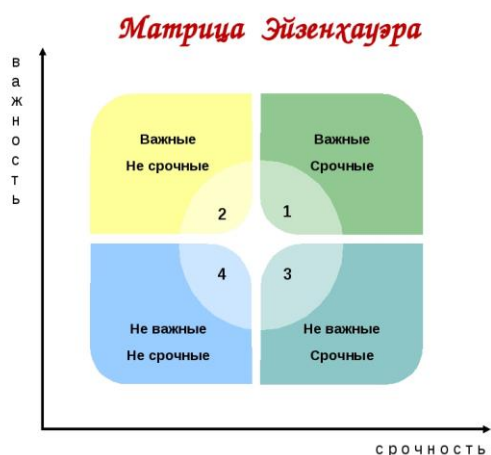 Матрица Эйзенхауэра
важность
Важные
Не срочные
2
Важные
Срочные
1
4
Не важные
Не срочные
3
Не важные
Срочные
срочность